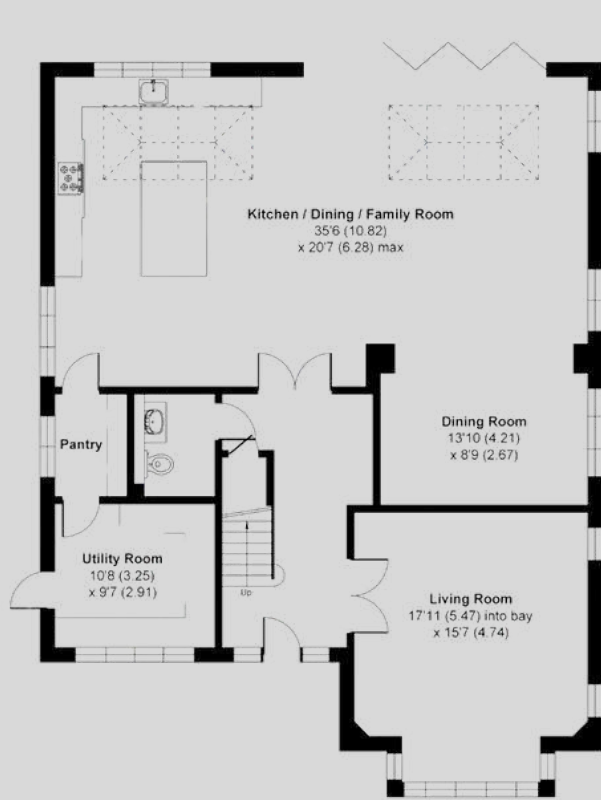 Kitchen / Dining / Family Room
35'6 (10.82)
x 20'7 (6.28) max
Dining Room
13'10 (4.21)
x 8'9 (2.67)
Pantry
Utility Room
10'8 (3.25)
x 9'7 (2.91)
Up
Living Room
17'11 (5.47) into bay
x 15'7 (4.74)